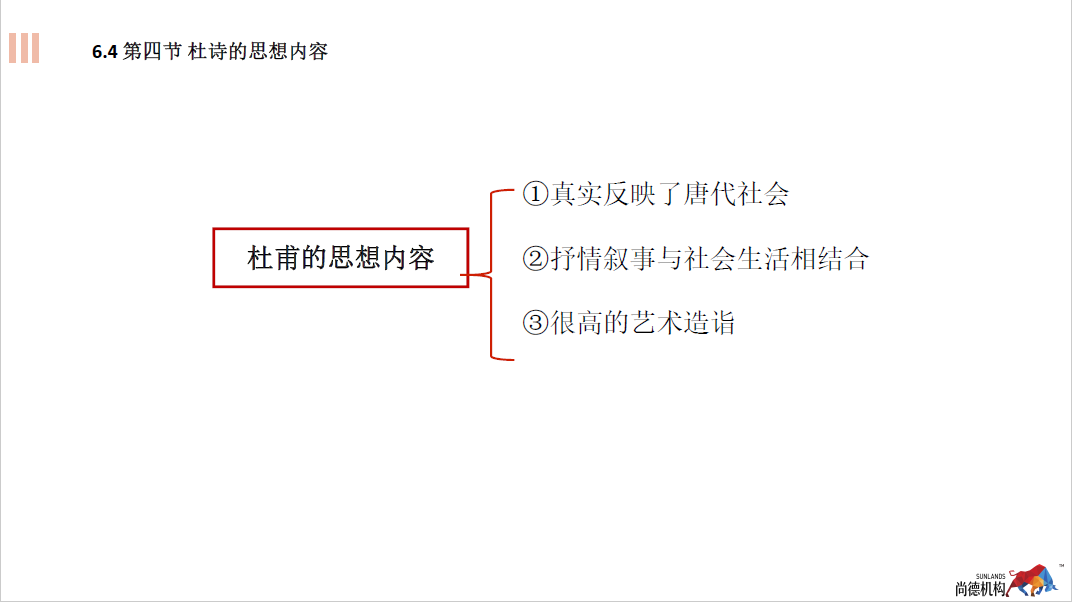 6.4 第四节 杜诗的思想内容
①真实反映了唐代社会
杜甫的思想内容
②抒情叙事与社会生活相结合
③很高的艺术造诣
SUNLANDS
尚德机构
TM